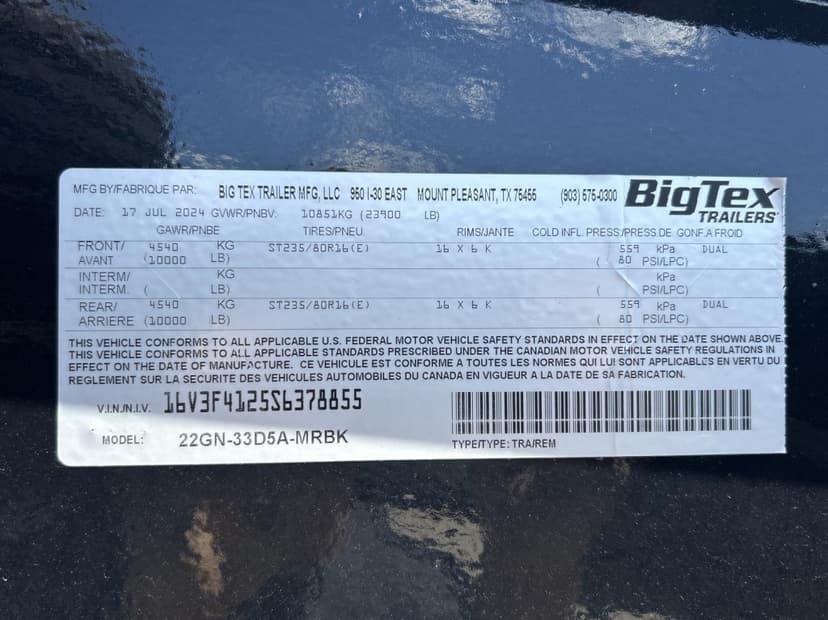 MFG BY/FABRIQUE PAR: BIG TEX TRAILER MFG, LLC 950 I-30 EAST MOUNT PLEASANT, TX 75455 (903) 575-0300 BigTex
TRAILERS
DATE: 17 JUL 2024 GVWR/PNBV: 10851KG (23900 LB)
GAWR/PNBE TIRES/PNEU. RIMS/JANTE COLD INFL. PRESS/PRESS.DE GONF.A FROID
FRONT/ 4540 KG ST235/80R16(E) 16 X 6 K 559 kPa DUAL
AVANT (10000 LB) ( 80 PSI/LPC)
INTERM/ KG kPa
INTERM. ( LB) ( PSI/LPC)
REAR/ 4540 KG ST235/80R16(E) 16 X 6 K 559 kPa DUAL
ARRIERE (10000 LB) ( 80 PSI/LPC)
THIS VEHICLE CONFORMS TO ALL APPLICABLE U.S. FEDERAL MOTOR VEHICLE SAFETY STANDARDS IN EFFECT ON THE DATE SHOWN ABOVE.
THIS VEHICLE CONFORMS TO ALL APPLICABLE STANDARDS PRESCRIBED UNDER THE CANADIAN MOTOR VEHICLE SAFETY REGULATIONS IN
EFFECT ON THE DATE OF MANUFACTURE. CE VEHICULE EST CONFORME A TOUTES LES NORMES QUI LUI SONT APPLICABLES EN VERTU DU
REGLEMENT SUR LA SECURITE DES VEHICULES AUTOMOBILES DU CANADA EN VIGUEUR A LA DATE DE SA FABRICATION.
V.I.N./N.I.V. 16V3F4125S6378855
MODEL: 22GN-33D5A-MRBK TYPE/TYPE: TRA/REM